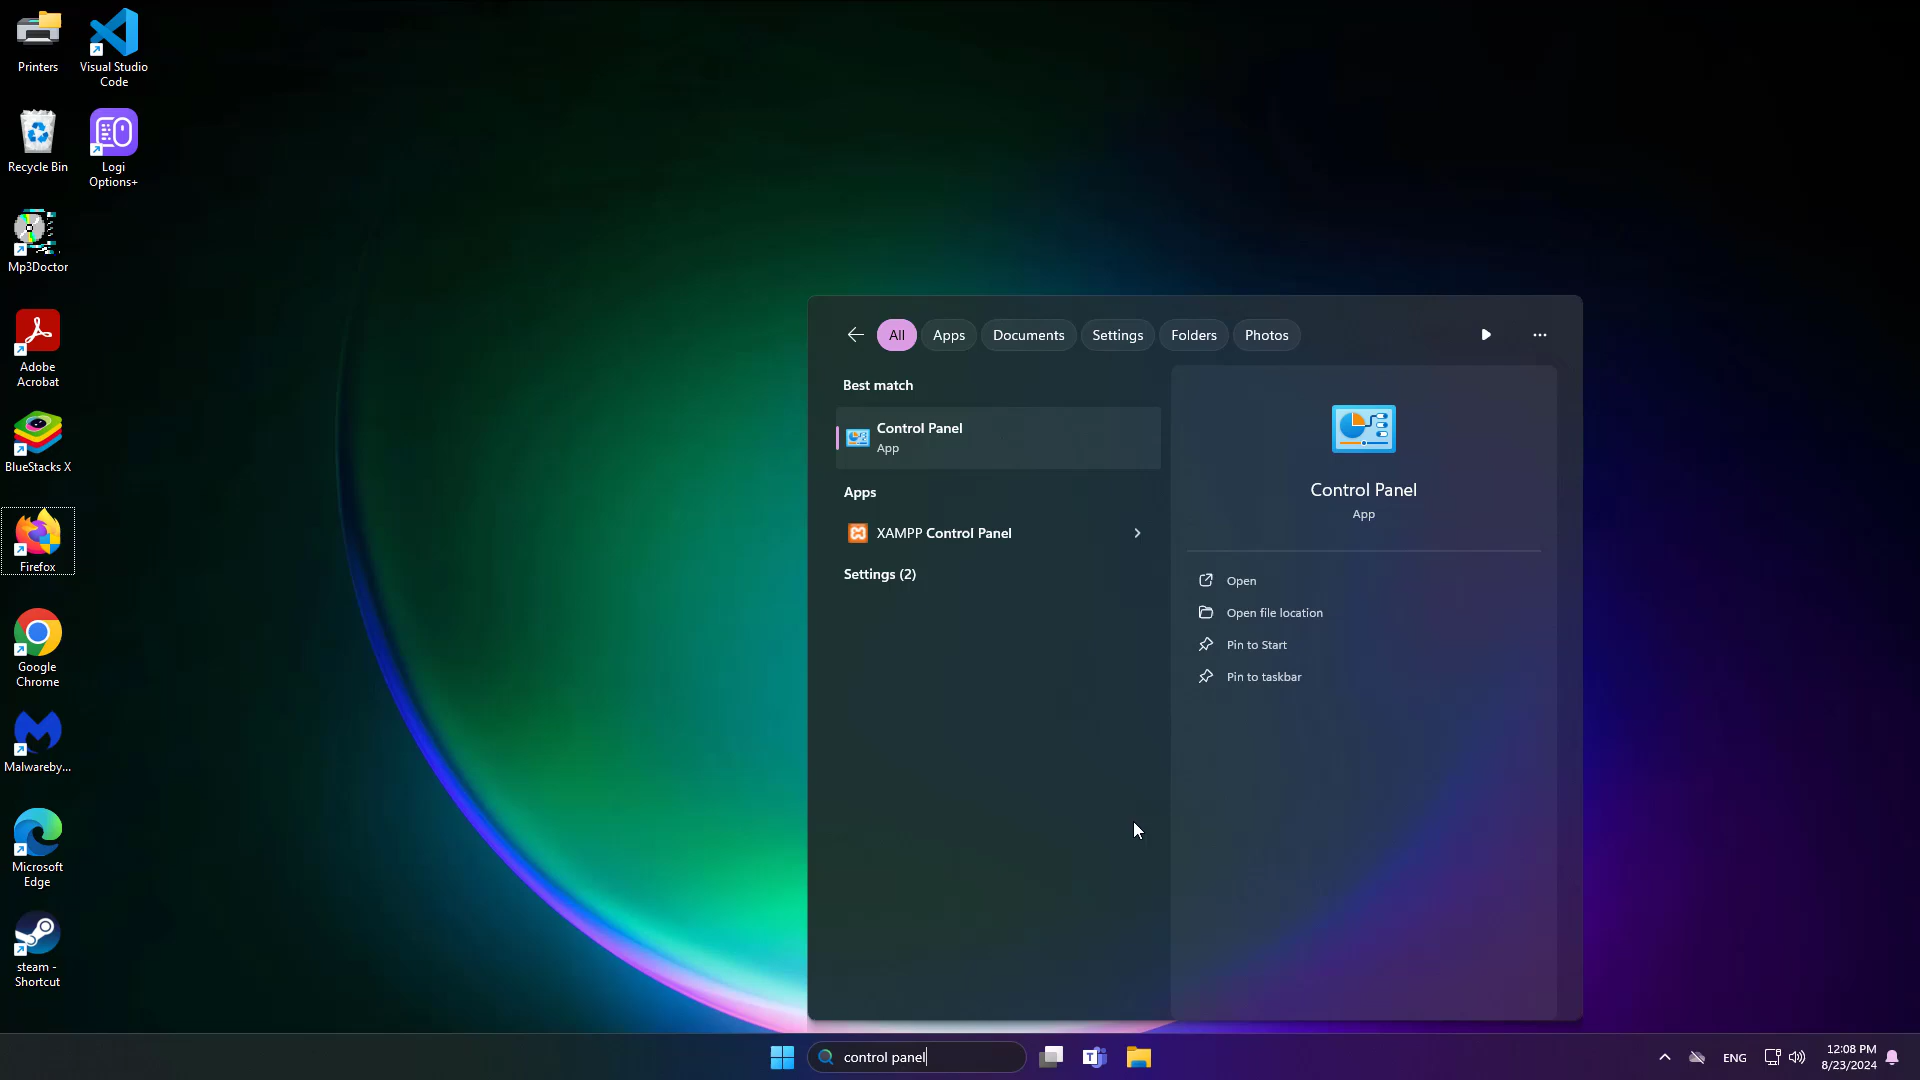 Printers
Visual Studio
Code
Recycle Bin
Logi
Options+
Mp3Doctor
Adobe
Acrobat
BlueStacks X
Firefox
Google
Chrome
Malwareby...
Microsoft
Edge
steam -
Shortcut
All
Apps
Documents
Settings
Folders
Photos
Best match
Control Panel
App
Apps
XAMPP Control Panel
Settings (2)
Control Panel
App
Open
Open file location
Pin to Start
Pin to taskbar
control panel
ENG
12:08 PM
8/23/2024